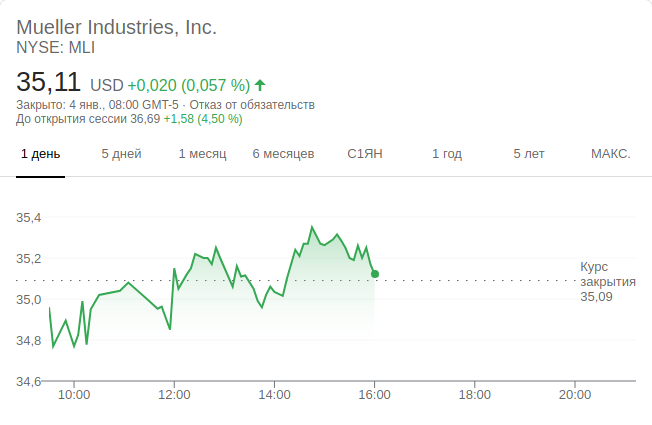 Mueller Industries, Inc.
NYSE: MLI
35,11 USD +0,020 (0,057 %)
Закрыто: 4 янв., 08:00 GMT-5 · Отказ от обязательств
До открытия сессии 36,69 +1,58 (4,50 %)
1 день 5 дней 1 месяц 6 месяцев С1ЯН 1 год 5 лет МАКС.
35,4
35,2
Курс
закрытия
35,09
35,0
34,8
34,6
10:00 12:00 14:00 16:00 18:00 20:00